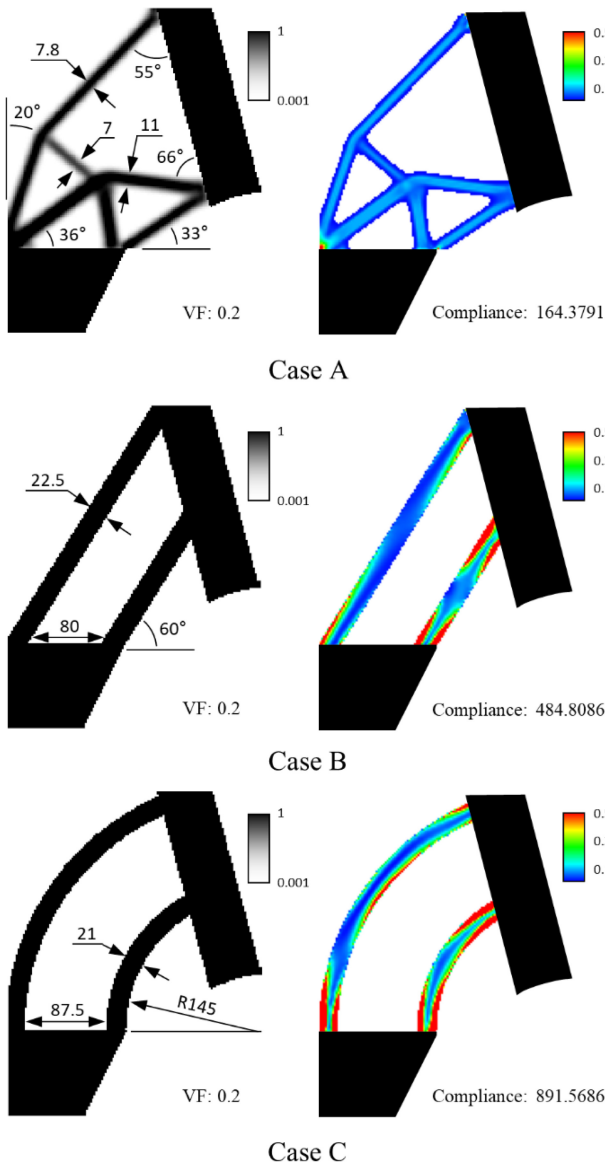 7.8
55°
1
0.001
20°
7
11
66°
36°
33°
VF: 0.2
0.
0.
0.
Compliance: 164.3791
Case A
22.5
1
0.001
80
60°
VF: 0.2
0.
0.
0.
Compliance: 484.8086
Case B
1
0.001
21
87.5
R145
VF: 0.2
0.
0.
0.
Compliance: 891.5686
Case C